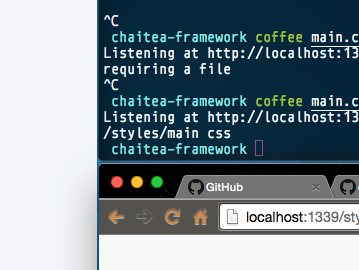 ^C
chaitea-framework coffee main.c
Listening at http://localhost:13
requiring a file
^C
chaitea-framework coffee main.c
Listening at http://localhost:13
/styles/main css
chaitea-framework
GitHub
localhost:1339/sty